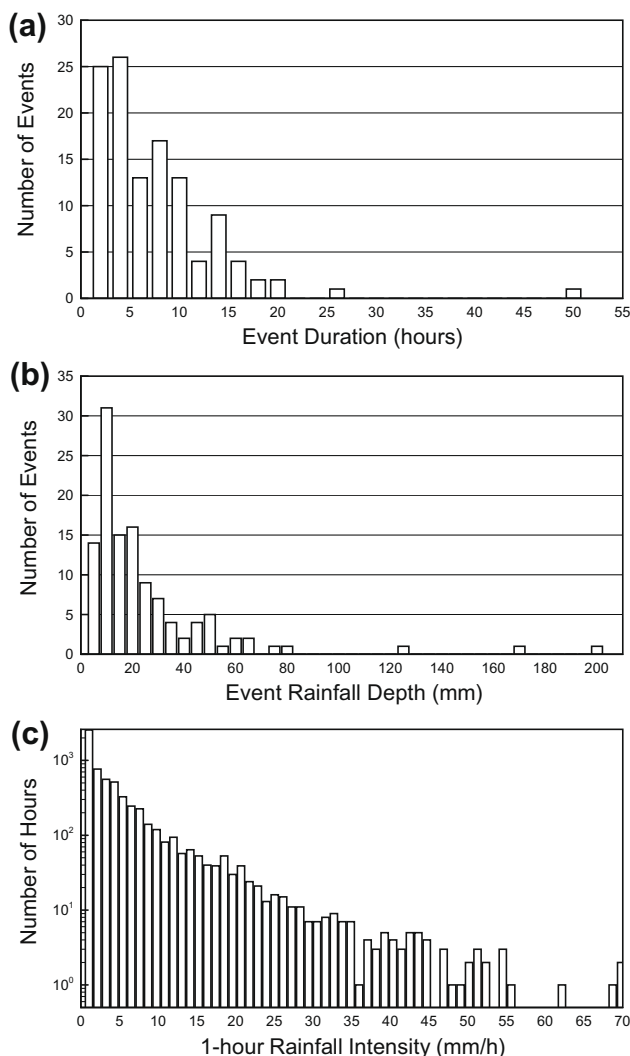 (a)
30
25
20
15
10
5
0
Number of Events
0 5 10 15 20 25 30 35 40 45 50 55
Event Duration (hours)
(b)
35
30
25
20
15
10
5
0
Number of Events
0 20 40 60 80 100 120 140 160 180 200
Event Rainfall Depth (mm)
(c)
10³
10²
10¹
10⁰
Number of Hours
0 5 10 15 20 25 30 35 40 45 50 55 60 65 70
1-hour Rainfall Intensity (mm/h)